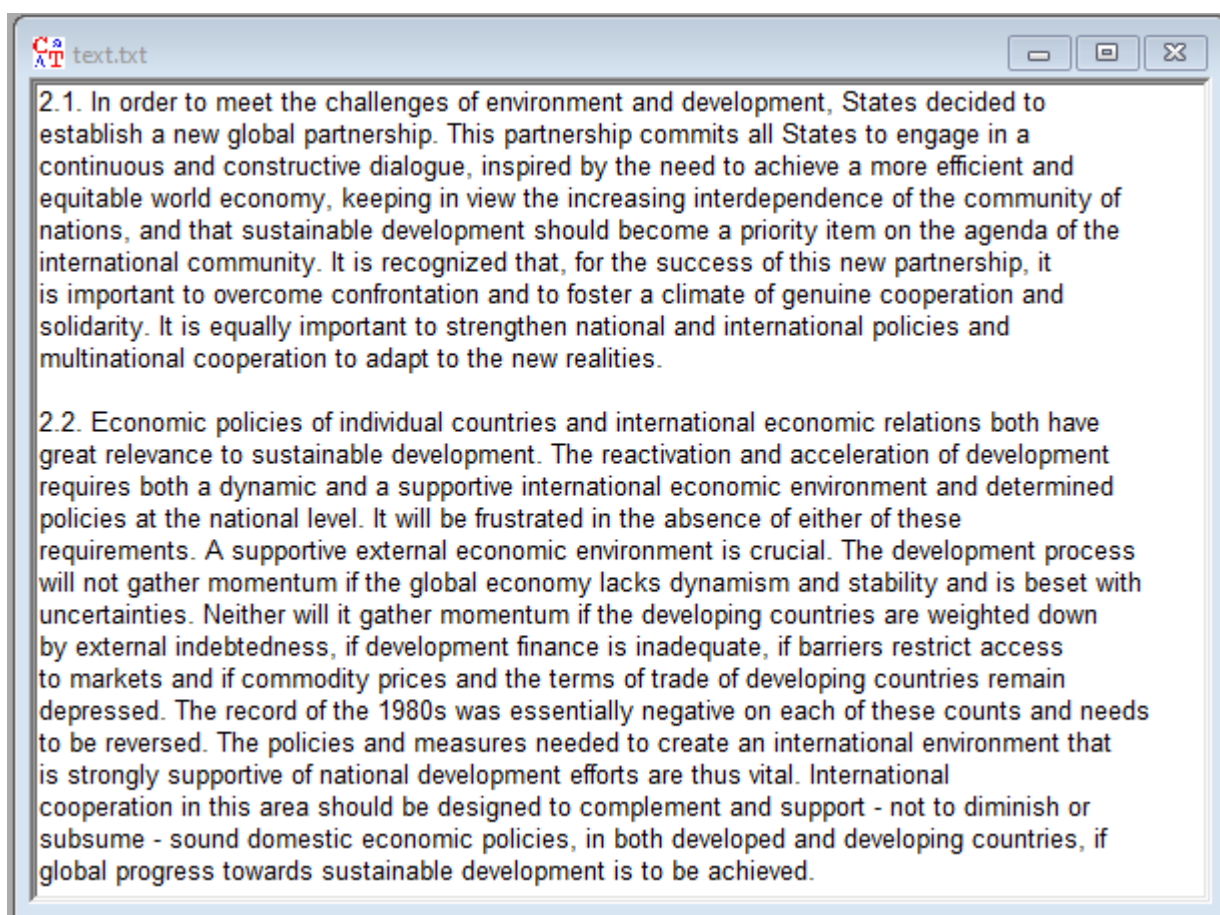 text.txt
2.1. In order to meet the challenges of environment and development, States decided to
establish a new global partnership. This partnership commits all States to engage in a
continuous and constructive dialogue, inspired by the need to achieve a more efficient and
equitable world economy, keeping in view the increasing interdependence of the community of
nations, and that sustainable development should become a priority item on the agenda of the
international community. It is recognized that, for the success of this new partnership, it
is important to overcome confrontation and to foster a climate of genuine cooperation and
solidarity. It is equally important to strengthen national and international policies and
multinational cooperation to adapt to the new realities.

2.2. Economic policies of individual countries and international economic relations both have
great relevance to sustainable development. The reactivation and acceleration of development
requires both a dynamic and a supportive international economic environment and determined
policies at the national level. It will be frustrated in the absence of either of these
requirements. A supportive external economic environment is crucial. The development process
will not gather momentum if the global economy lacks dynamism and stability and is beset with
uncertainties. Neither will it gather momentum if the developing countries are weighted down
by external indebtedness, if development finance is inadequate, if barriers restrict access
to markets and if commodity prices and the terms of trade of developing countries remain
depressed. The record of the 1980s was essentially negative on each of these counts and needs
to be reversed. The policies and measures needed to create an international environment that
is strongly supportive of national development efforts are thus vital. International
cooperation in this area should be designed to complement and support - not to diminish or
subsume - sound domestic economic policies, in both developed and developing countries, if
global progress towards sustainable development is to be achieved.